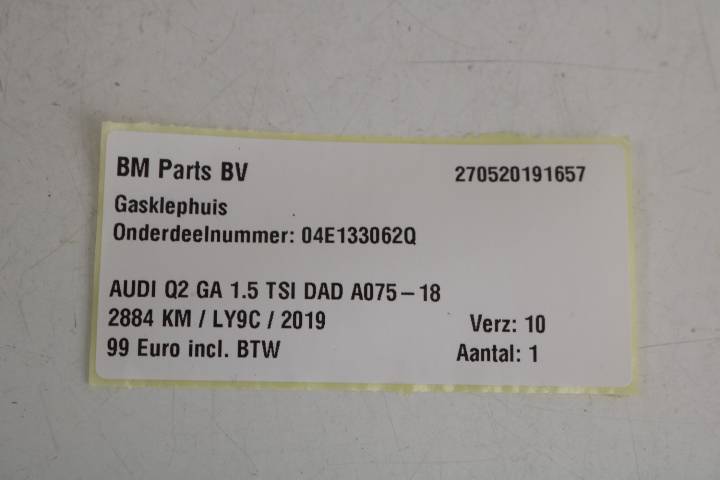 BM Parts BV 270520191657
Gasklephuis
Onderdeelnummer: 04E133062Q
AUDI Q2 GA 1.5 TSI DAD A075-18
2884 KM / LY9C / 2019 Verz: 10
99 Euro incl. BTW Aantal: 1